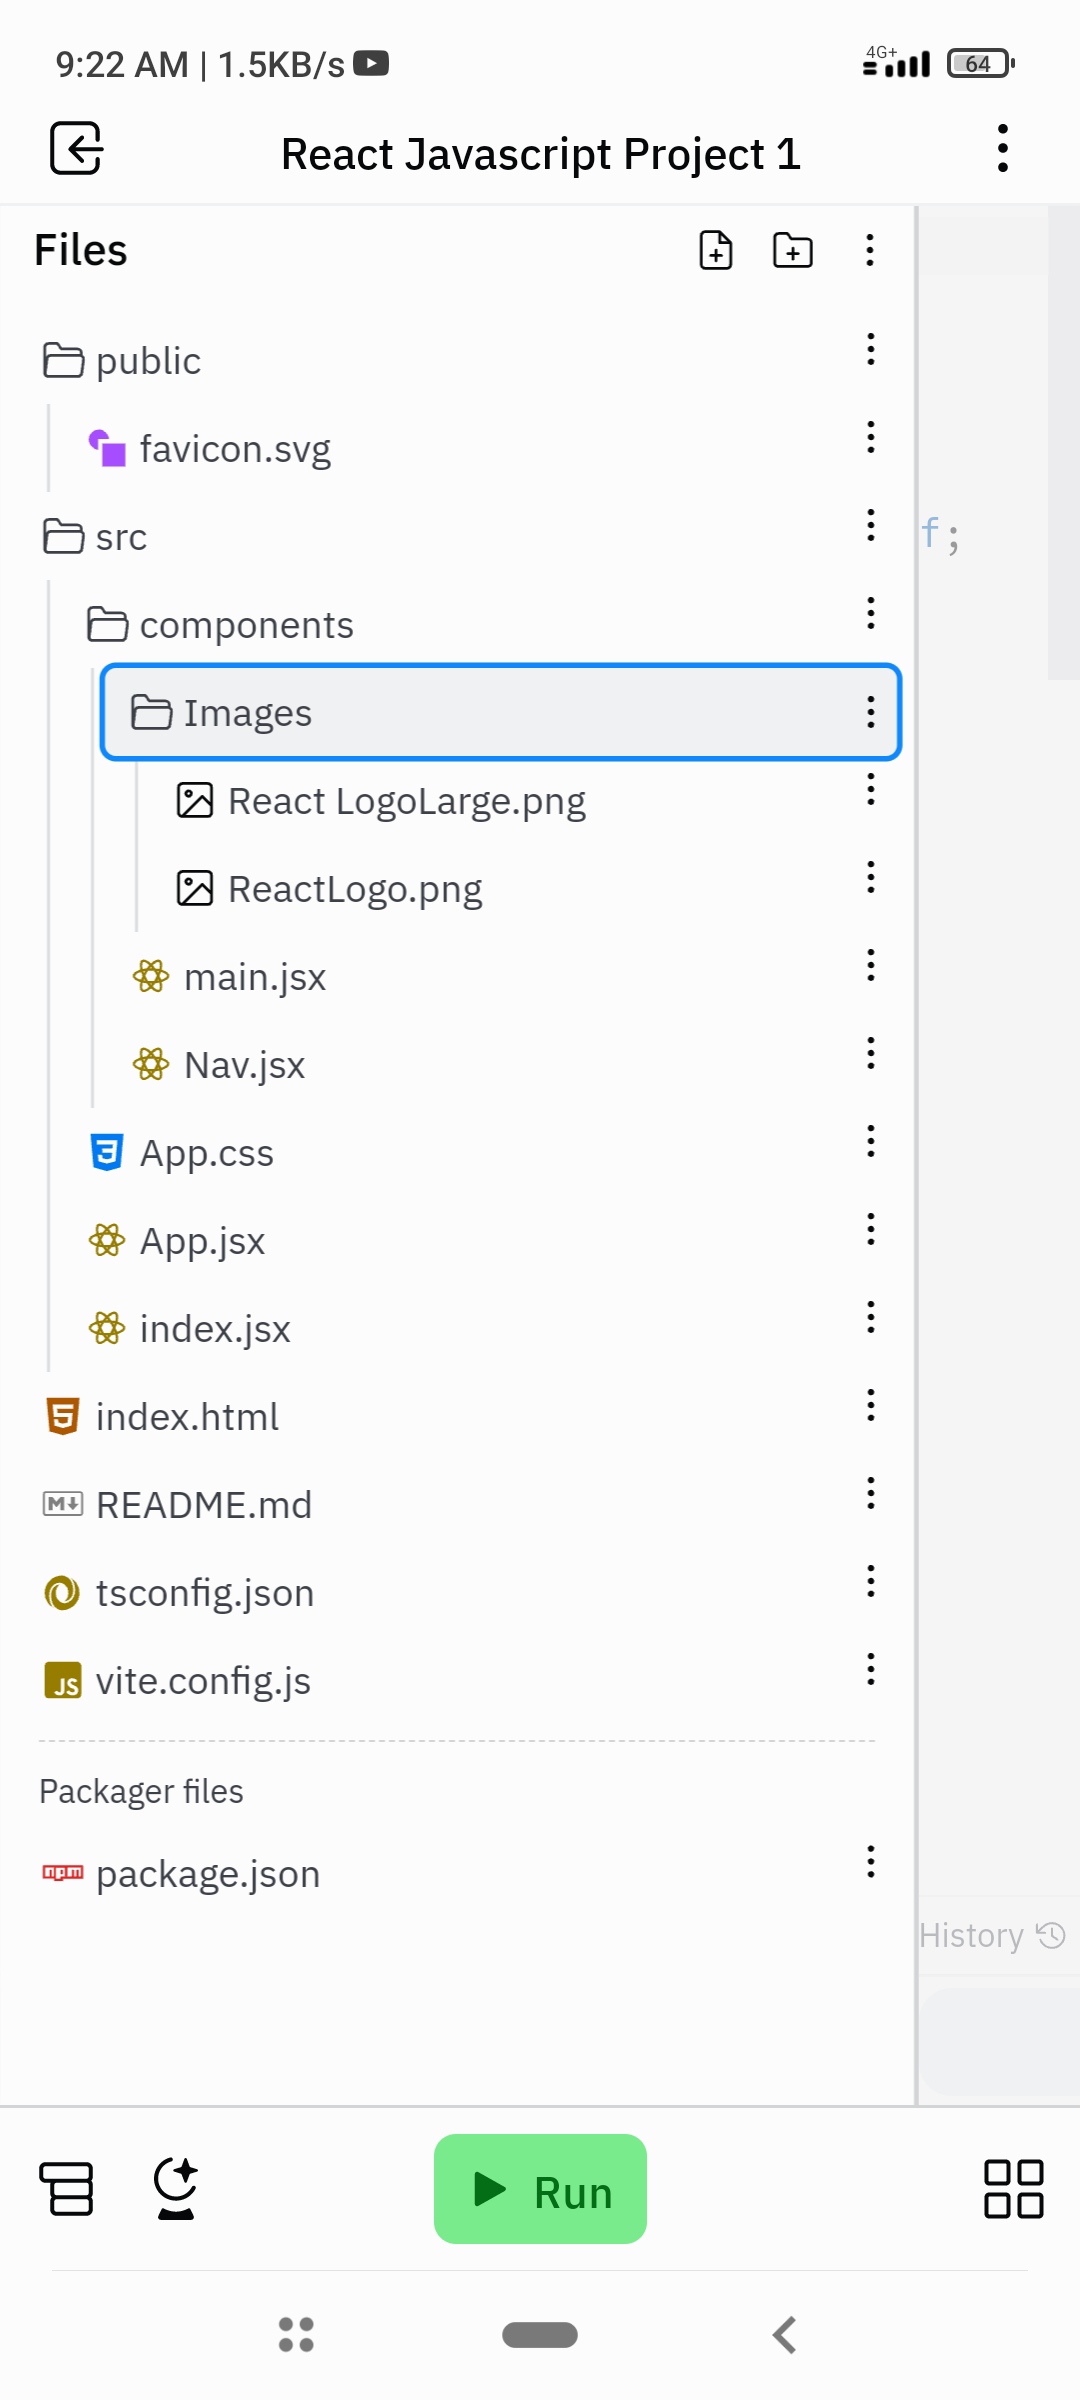 9:22 AM | 1.5KB/s
4G+
64
React Javascript Project 1
Files
public
favicon.svg
src
f;
components
Images
React LogoLarge.png
ReactLogo.png
main.jsx
Nav.jsx
App.css
App.jsx
index.jsx
index.html
README.md
tsconfig.json
vite.config.js
Packager files
package.json
History
Run